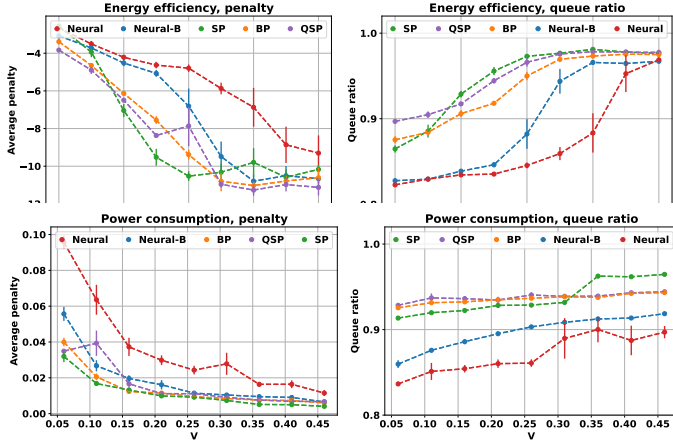 Energy efficiency, penalty
Neural Neural-B SP BP QSP
Average penalty
−4
−6
−8
−10
Energy efficiency, queue ratio
SP QSP BP Neural-B Neural
Queue ratio
1.0
0.9
Power consumption, penalty
Neural Neural-B BP QSP SP
Average penalty
0.10
0.08
0.06
0.04
0.02
0.00
0.05 0.10 0.15 0.20 0.25 0.30 0.35 0.40 0.45
V
Power consumption, queue ratio
SP QSP BP Neural-B Neural
Queue ratio
1.0
0.9
0.8
0.05 0.10 0.15 0.20 0.25 0.30 0.35 0.40 0.45
V